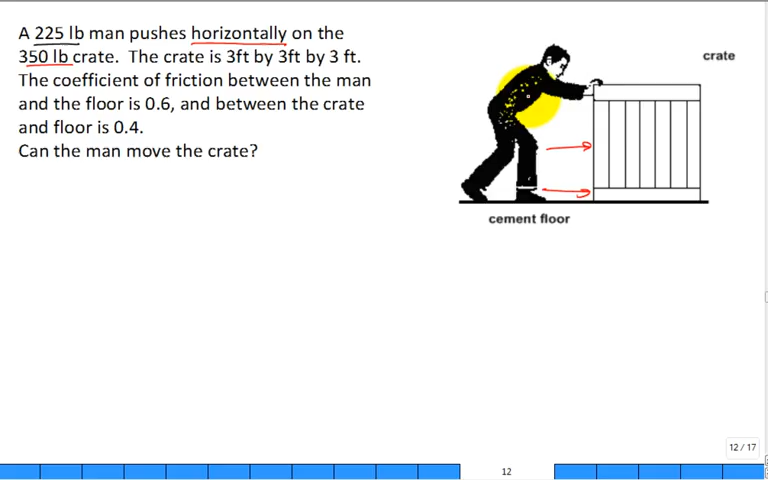 A 225 lb man pushes horizontally on the
350 lb crate. The crate is 3ft by 3ft by 3 ft.
The coefficient of friction between the man
and the floor is 0.6, and between the crate
and floor is 0.4.
Can the man move the crate?
crate
cement floor
12 / 17
12